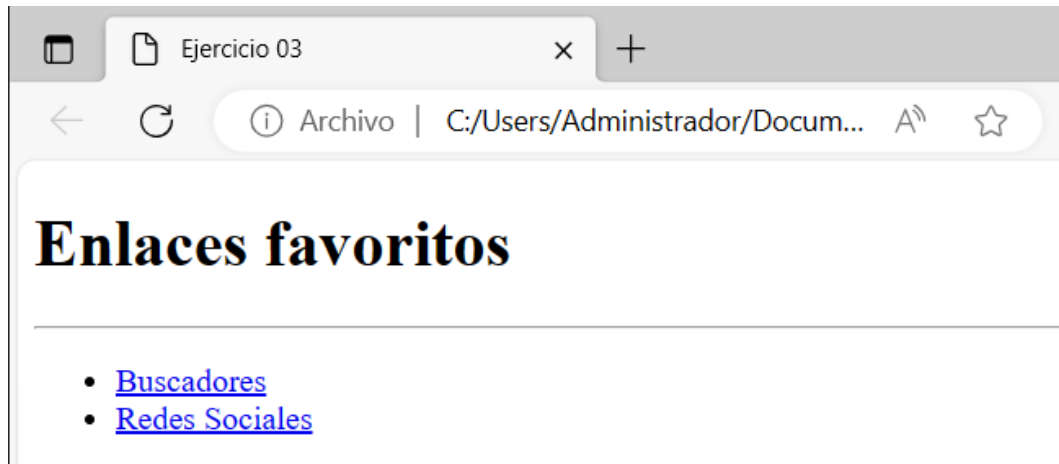 Ejercicio 03
Archivo | C:/Users/Administrador/Docum...
Enlaces favoritos
Buscadores
Redes Sociales